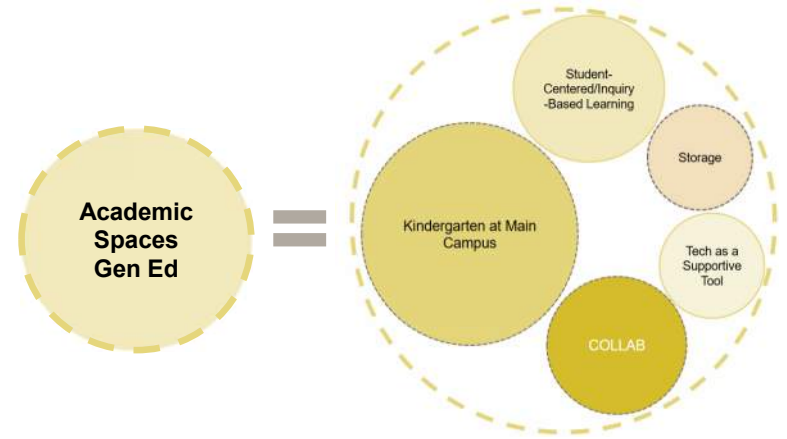 Academic
Spaces
Gen Ed
Student-
Centered/Inquiry
-Based Learning
Storage
Kindergarten at Main
Campus
Tech as a
Supportive
Tool
COLLAB